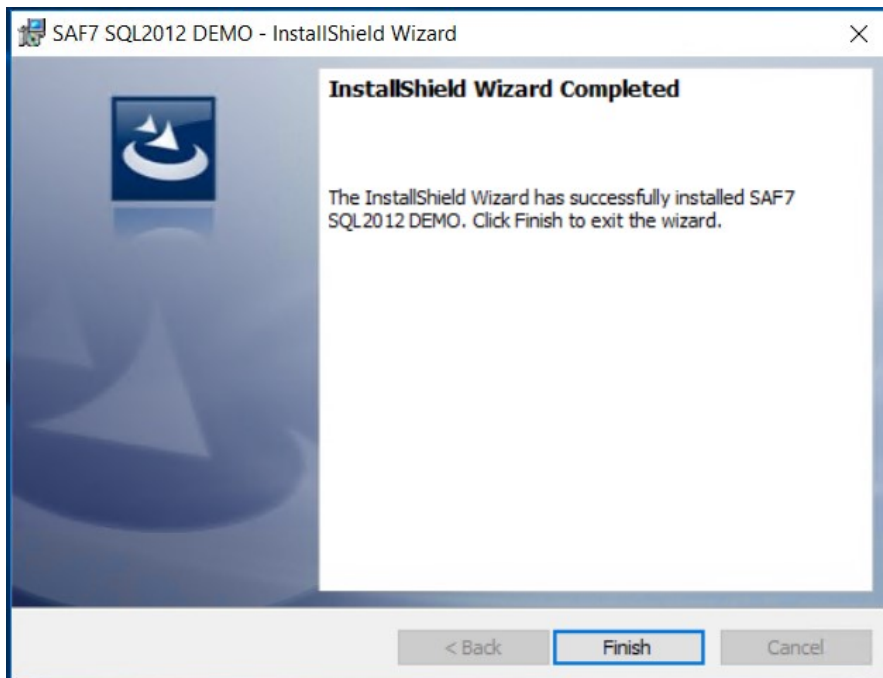 SAF7 SQL2012 DEMO - InstallShield Wizard
InstallShield Wizard Completed
The InstallShield Wizard has successfully installed SAF7
SQL2012 DEMO. Click Finish to exit the wizard.
< Back
Finish
Cancel